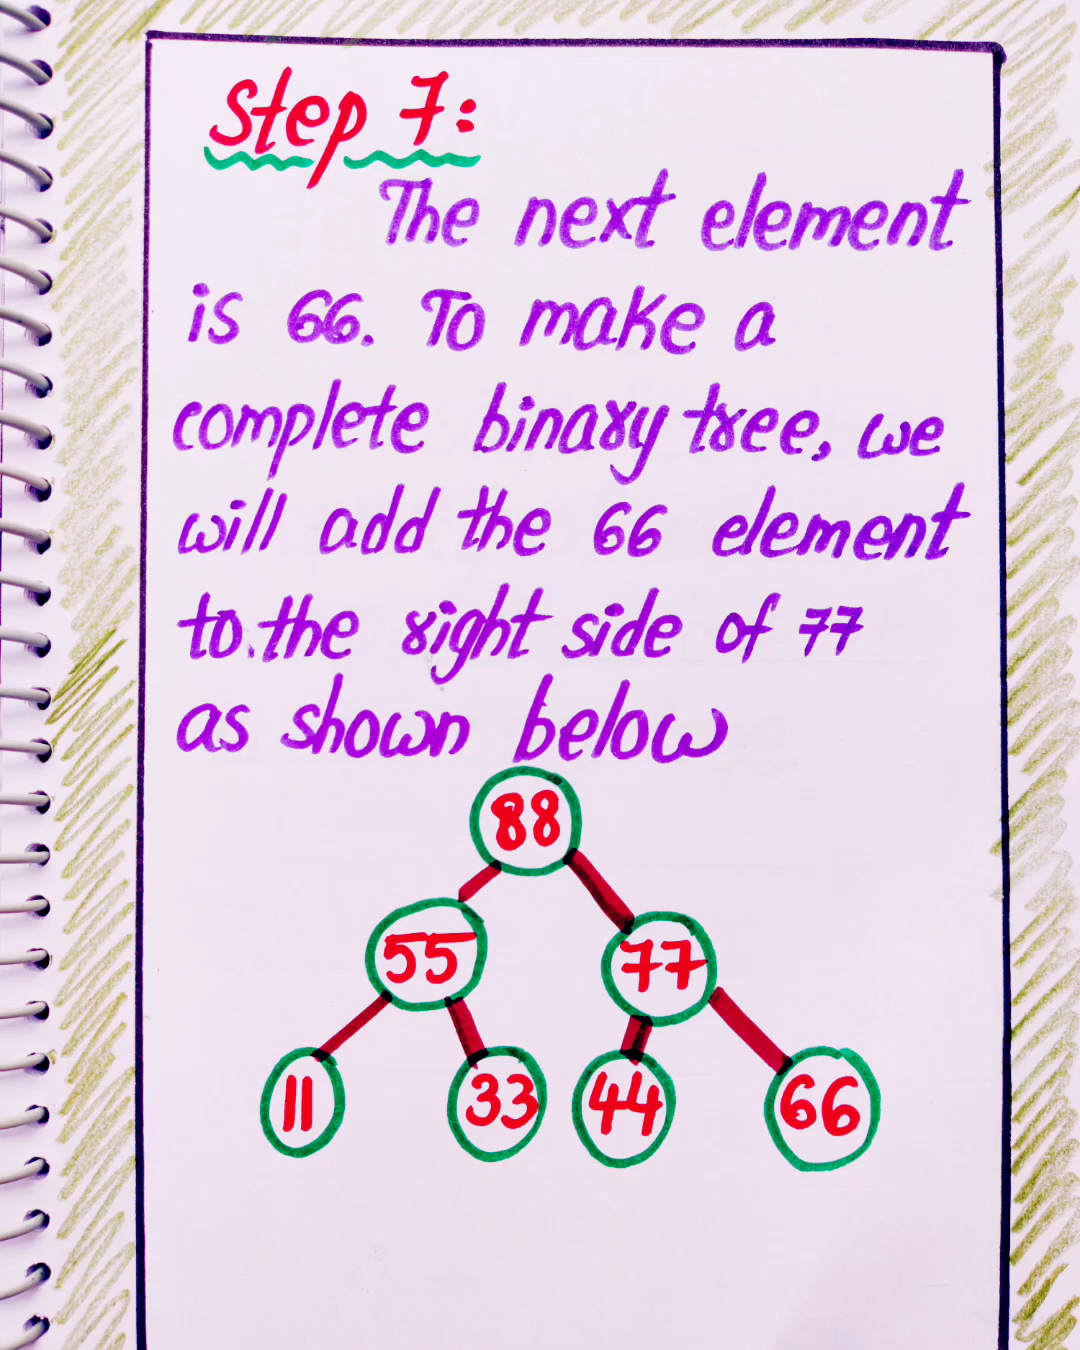 Step 7:
The next element
is 66. To make a
complete binary tree, we
will add the 66 element
to.the right side of 77
as shown below
88
55 77
11 33 44 66